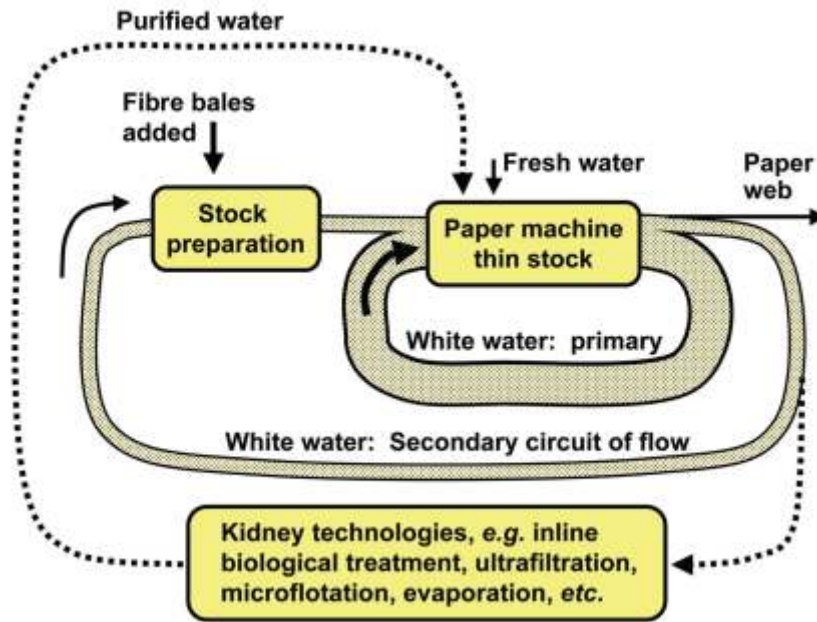 Purified water
Fibre bales
added
Fresh water
Paper
web
Stock
preparation
Paper machine
thin stock
White water: primary
White water: Secondary circuit of flow
Kidney technologies, e.g. inline
biological treatment, ultrafiltration,
microflotation, evaporation, etc.